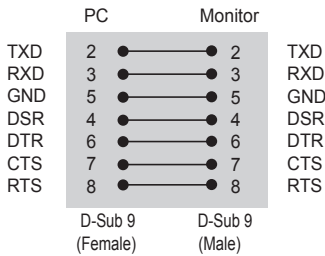 PC Monitor
TXD 2 2 TXD
RXD 3 3 RXD
GND 5 5 GND
DSR 4 4 DSR
DTR 6 6 DTR
CTS 7 7 CTS
RTS 8 8 RTS
D-Sub 9 D-Sub 9
(Female) (Male)